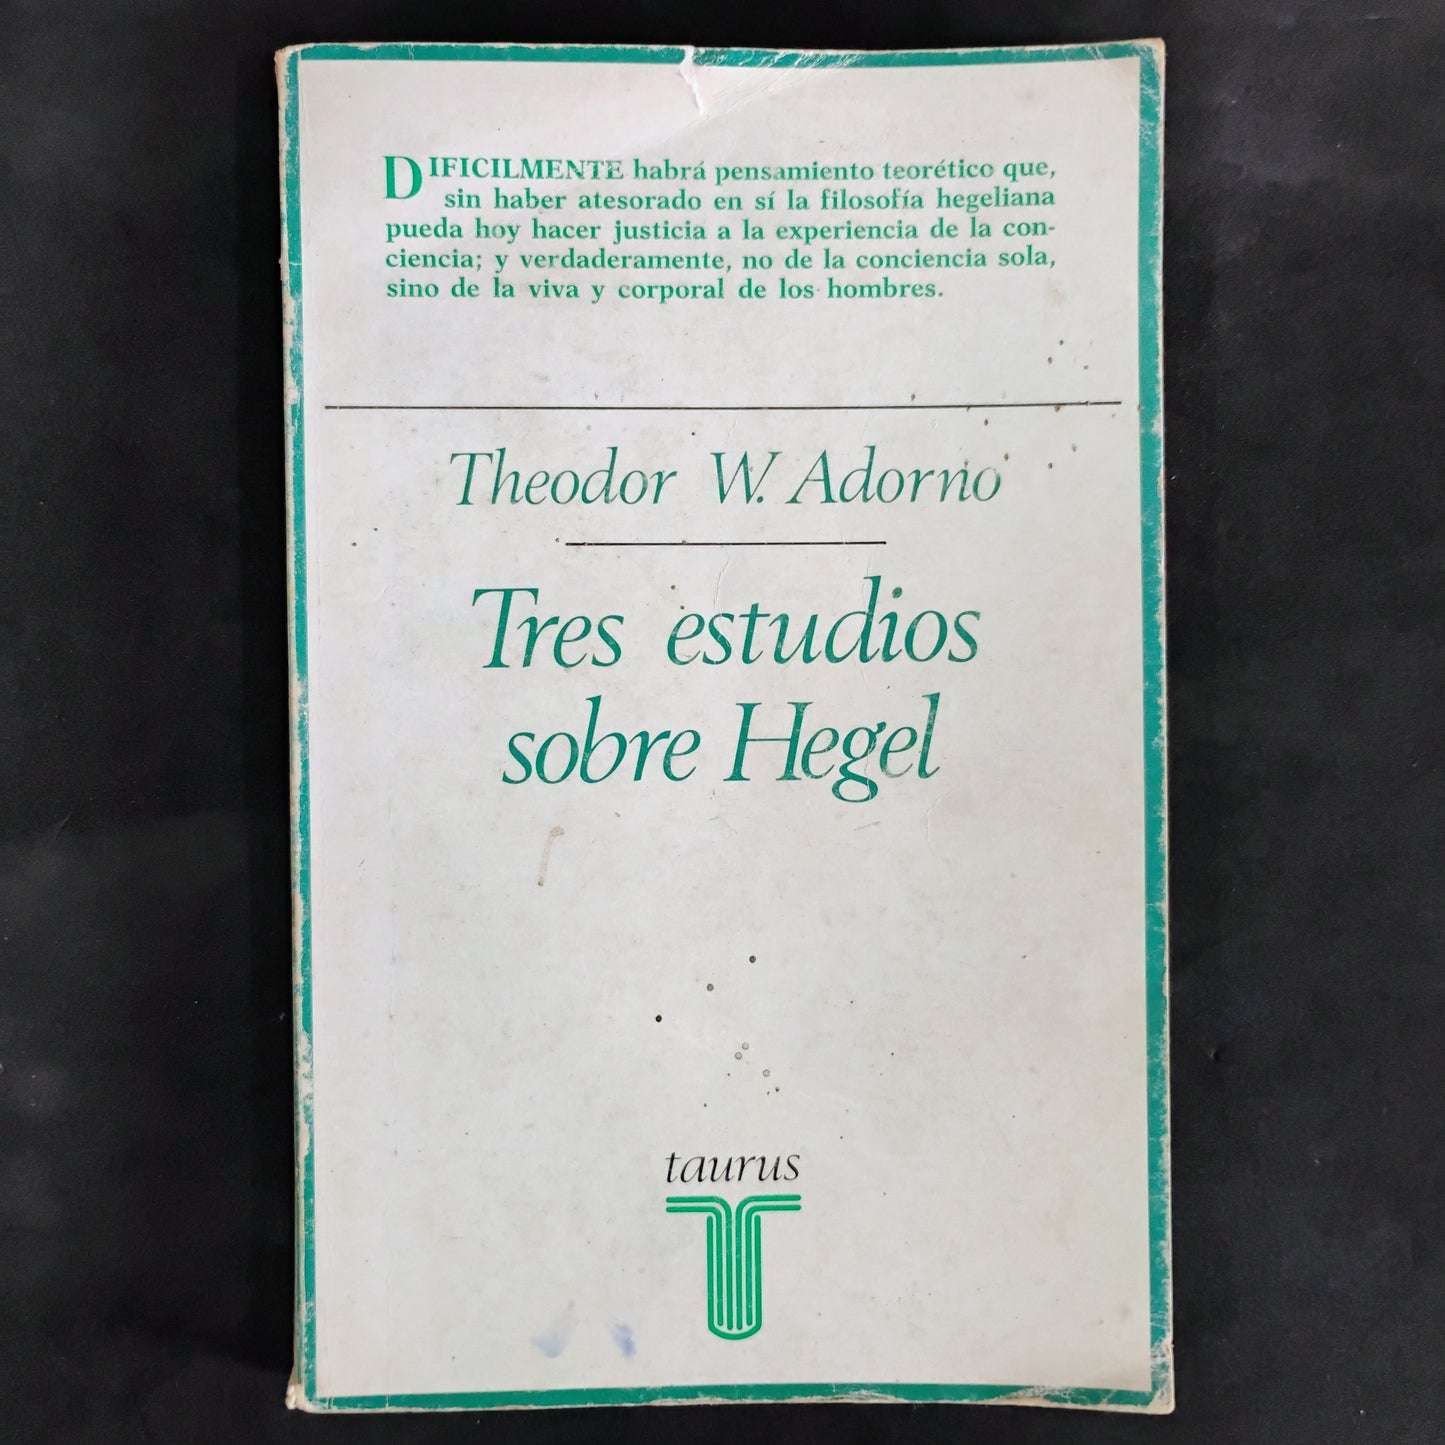 DIFICILMENTE habrá pensamiento teorético que,
sin haber atesorado en sí la filosofía hegeliana
pueda hoy hacer justicia a la experiencia de la con-
ciencia; y verdaderamente, no de la conciencia sola,
sino de la viva y corporal de los hombres.
Theodor W. Adorno
Tres estudios
sobre Hegel
taurus